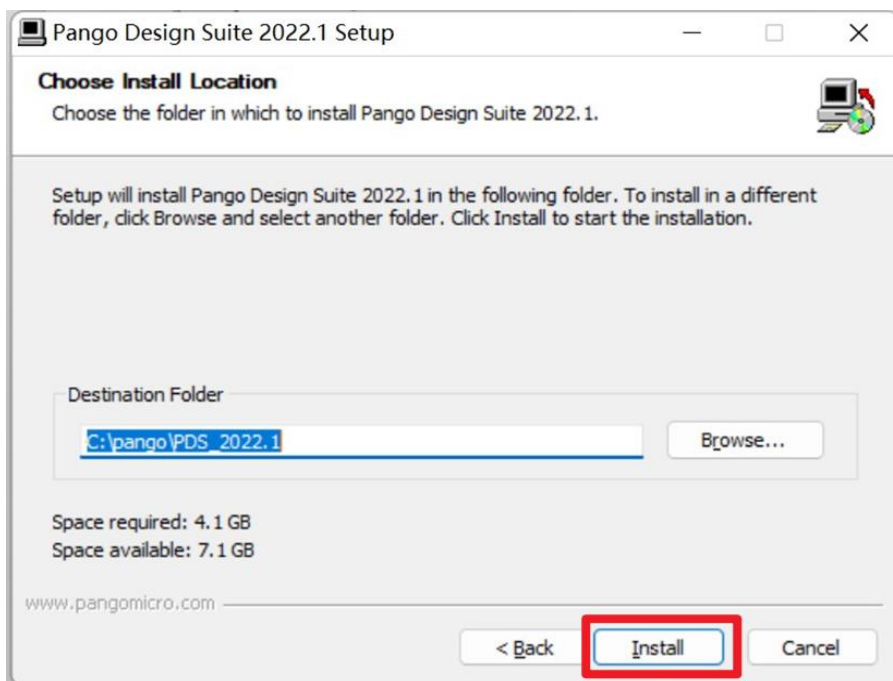 Pango Design Suite 2022.1 Setup
Choose Install Location
Choose the folder in which to install Pango Design Suite 2022.1.
Setup will install Pango Design Suite 2022.1 in the following folder. To install in a different
folder, click Browse and select another folder. Click Install to start the installation.
Destination Folder
C:\pango\PDS_2022.1
Browse...
Space required: 4.1 GB
Space available: 7.1 GB
www.pangomicro.com
< Back
Install
Cancel